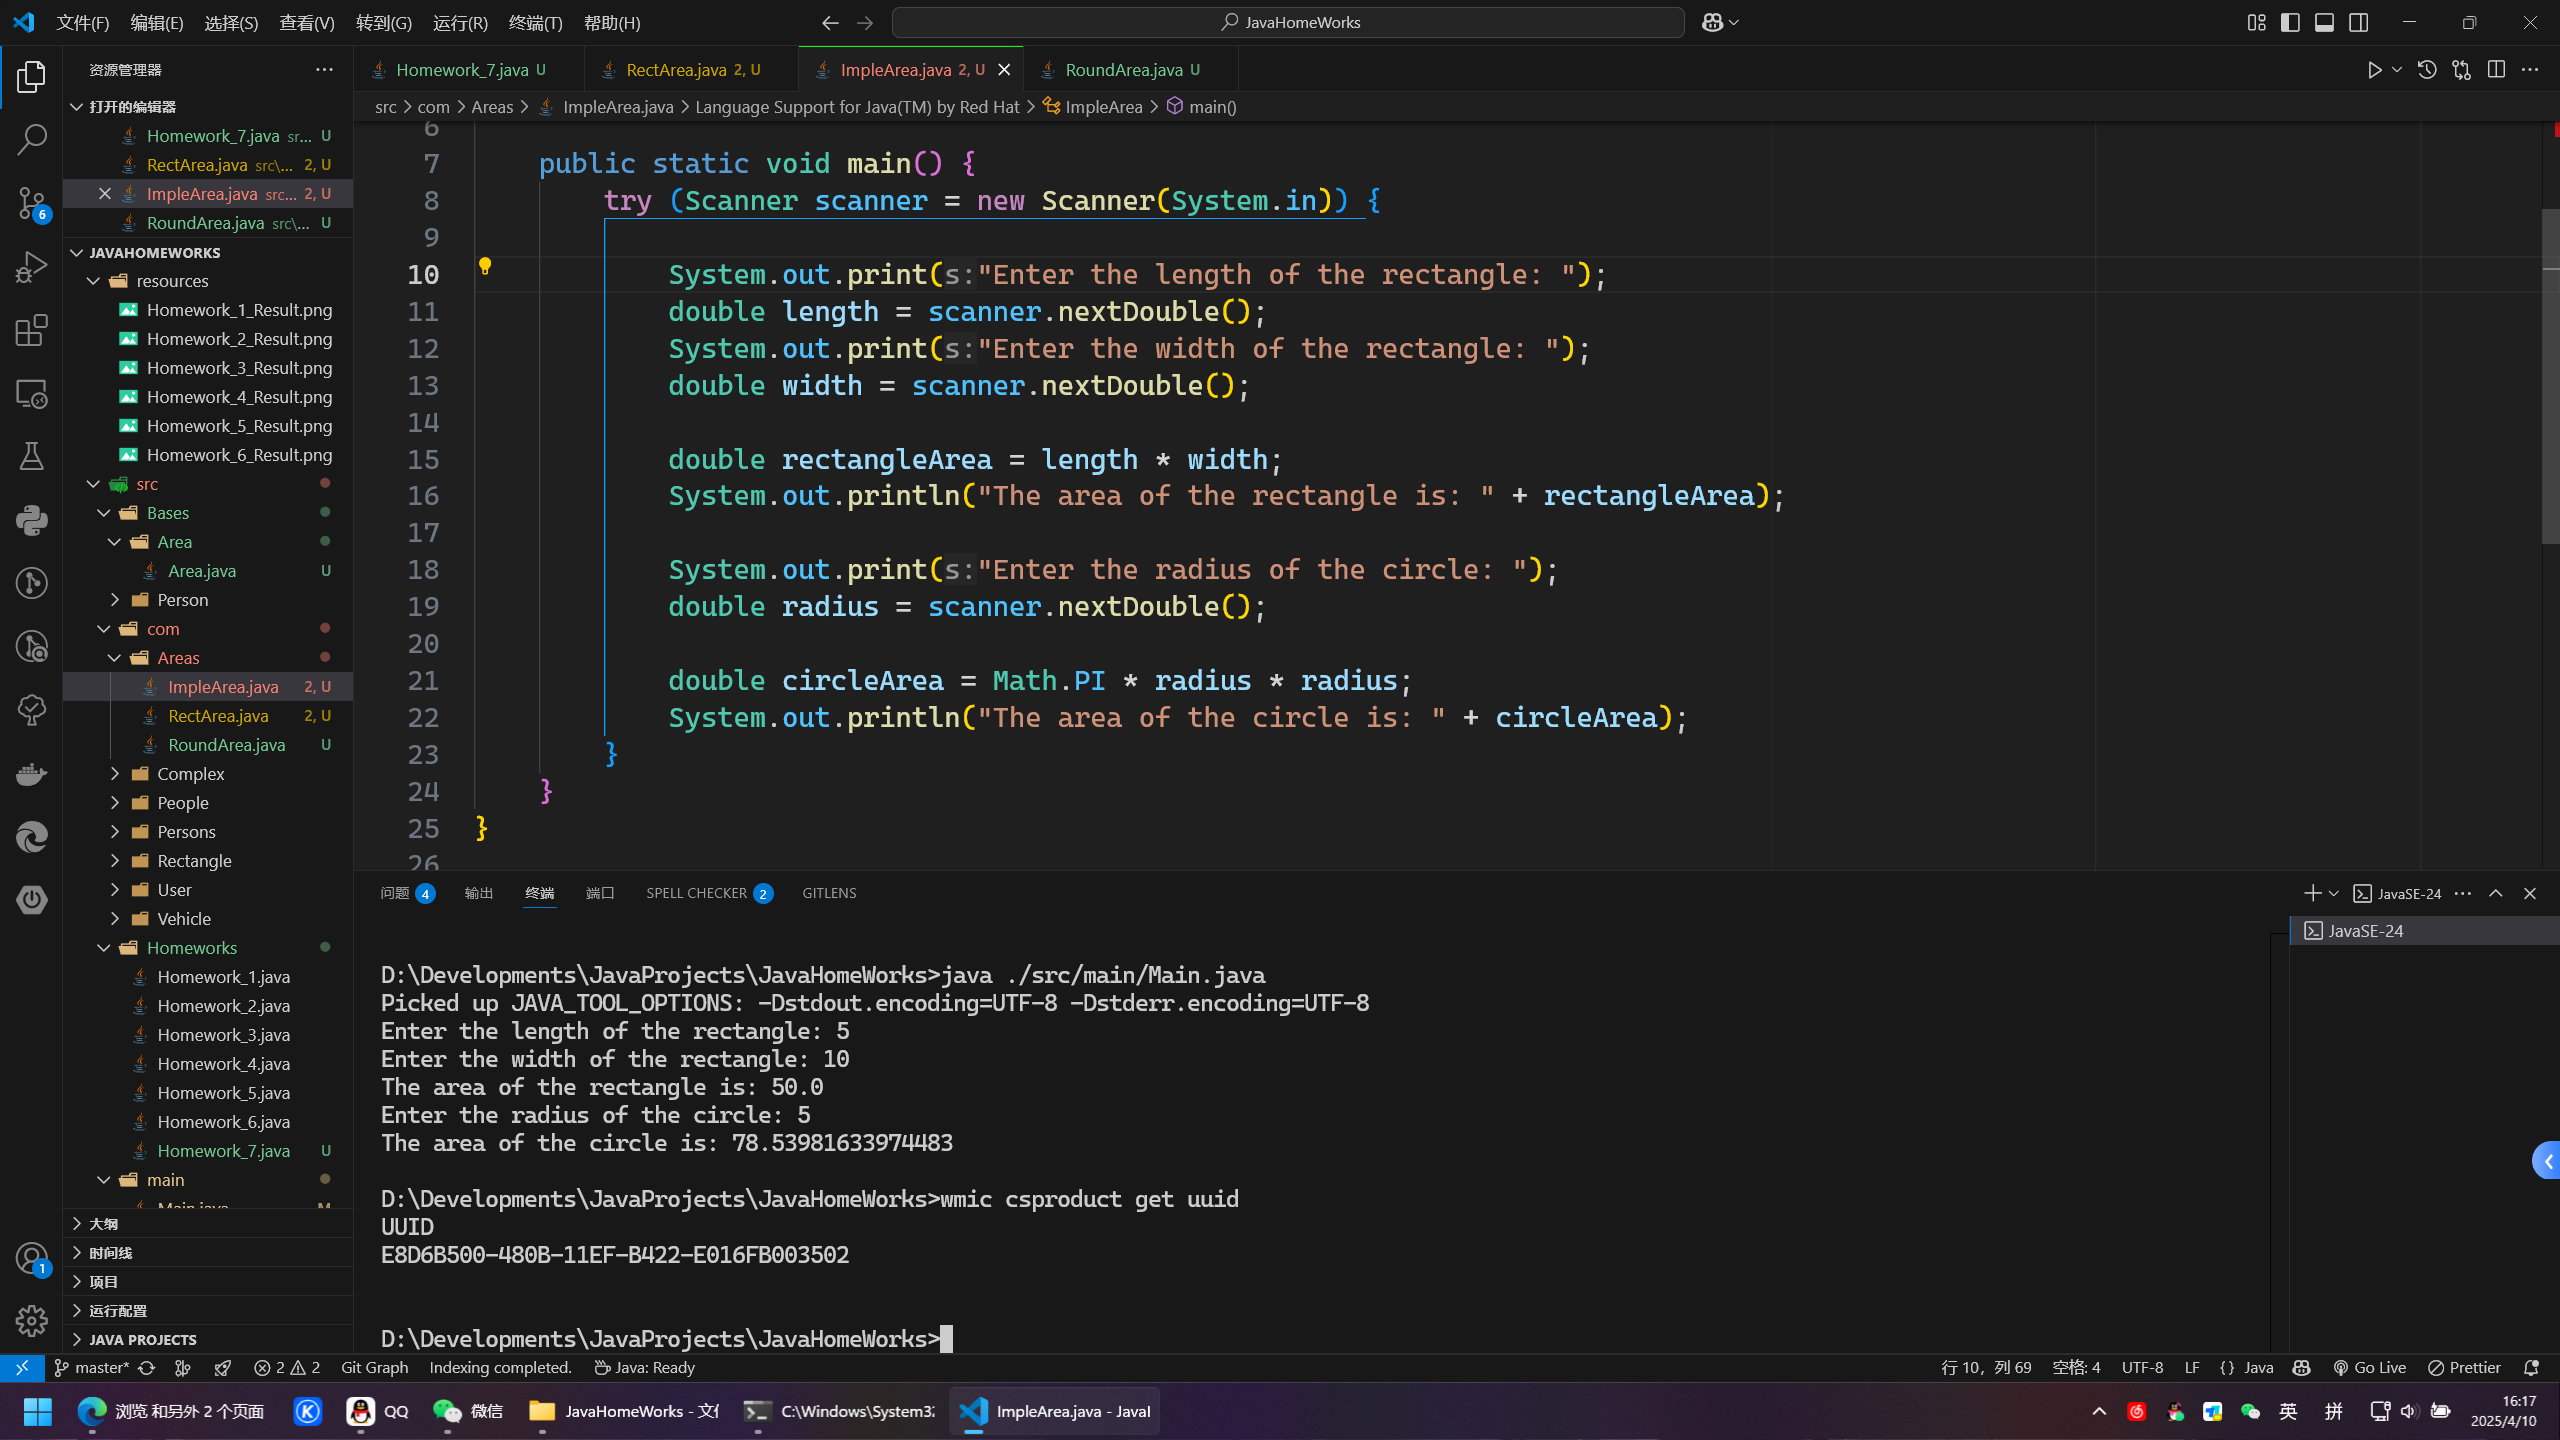 文件(F) 编辑(E) 选择(S) 查看(V) 转到(G) 运行(R) 终端(T) 帮助(H)
JavaHomeWorks
资源管理器
Homework_7.java U
RectArea.java 2, U
ImpleArea.java 2, U
RoundArea.java U
打开的编辑器
Homework_7.java sr... U
RectArea.java src\... 2, U
ImpleArea.java src... 2, U
RoundArea.java src\... U
JAVAHOMEWORKS
resources
Homework_1_Result.png
Homework_2_Result.png
Homework_3_Result.png
Homework_4_Result.png
Homework_5_Result.png
Homework_6_Result.png
src
Bases
Area
Area.java U
Person
com
Areas
ImpleArea.java 2, U
RectArea.java 2, U
RoundArea.java U
Complex
People
Persons
Rectangle
User
Vehicle
Homeworks
Homework_1.java
Homework_2.java
Homework_3.java
Homework_4.java
Homework_5.java
Homework_6.java
Homework_7.java U
main
Main.java M
大纲
时间线
项目
运行配置
JAVA PROJECTS
6
1
src > com > Areas > ImpleArea.java > Language Support for Java(TM) by Red Hat > ImpleArea > main()
6
7 public static void main() {
8 try (Scanner scanner = new Scanner(System.in)) {
9
10 System.out.print(s:"Enter the length of the rectangle: ");
11 double length = scanner.nextDouble();
12 System.out.print(s:"Enter the width of the rectangle: ");
13 double width = scanner.nextDouble();
14
15 double rectangleArea = length * width;
16 System.out.println("The area of the rectangle is: " + rectangleArea);
17
18 System.out.print(s:"Enter the radius of the circle: ");
19 double radius = scanner.nextDouble();
20
21 double circleArea = Math.PI * radius * radius;
22 System.out.println("The area of the circle is: " + circleArea);
23 }
24 }
25 }
26
问题 4 输出 终端 端口 SPELL CHECKER 2 GITLENS
JavaSE-24
JavaSE-24
D:\Developments\JavaProjects\JavaHomeWorks>java ./src/main/Main.java
Picked up JAVA_TOOL_OPTIONS: -Dstdout.encoding=UTF-8 -Dstderr.encoding=UTF-8
Enter the length of the rectangle: 5
Enter the width of the rectangle: 10
The area of the rectangle is: 50.0
Enter the radius of the circle: 5
The area of the circle is: 78.53981633974483
D:\Developments\JavaProjects\JavaHomeWorks>wmic csproduct get uuid
UUID
E8D6B500-480B-11EF-B422-E016FB003502
D:\Developments\JavaProjects\JavaHomeWorks>
master* 2 2 Git Graph Indexing completed. Java: Ready
行 10，列 69 空格: 4 UTF-8 LF {} Java Go Live Prettier
浏览 和另外 2 个页面 QQ 微信 JavaHomeWorks - 文 C:\Windows\System32 ImpleArea.java - Java
英 拼
16:17
2025/4/10